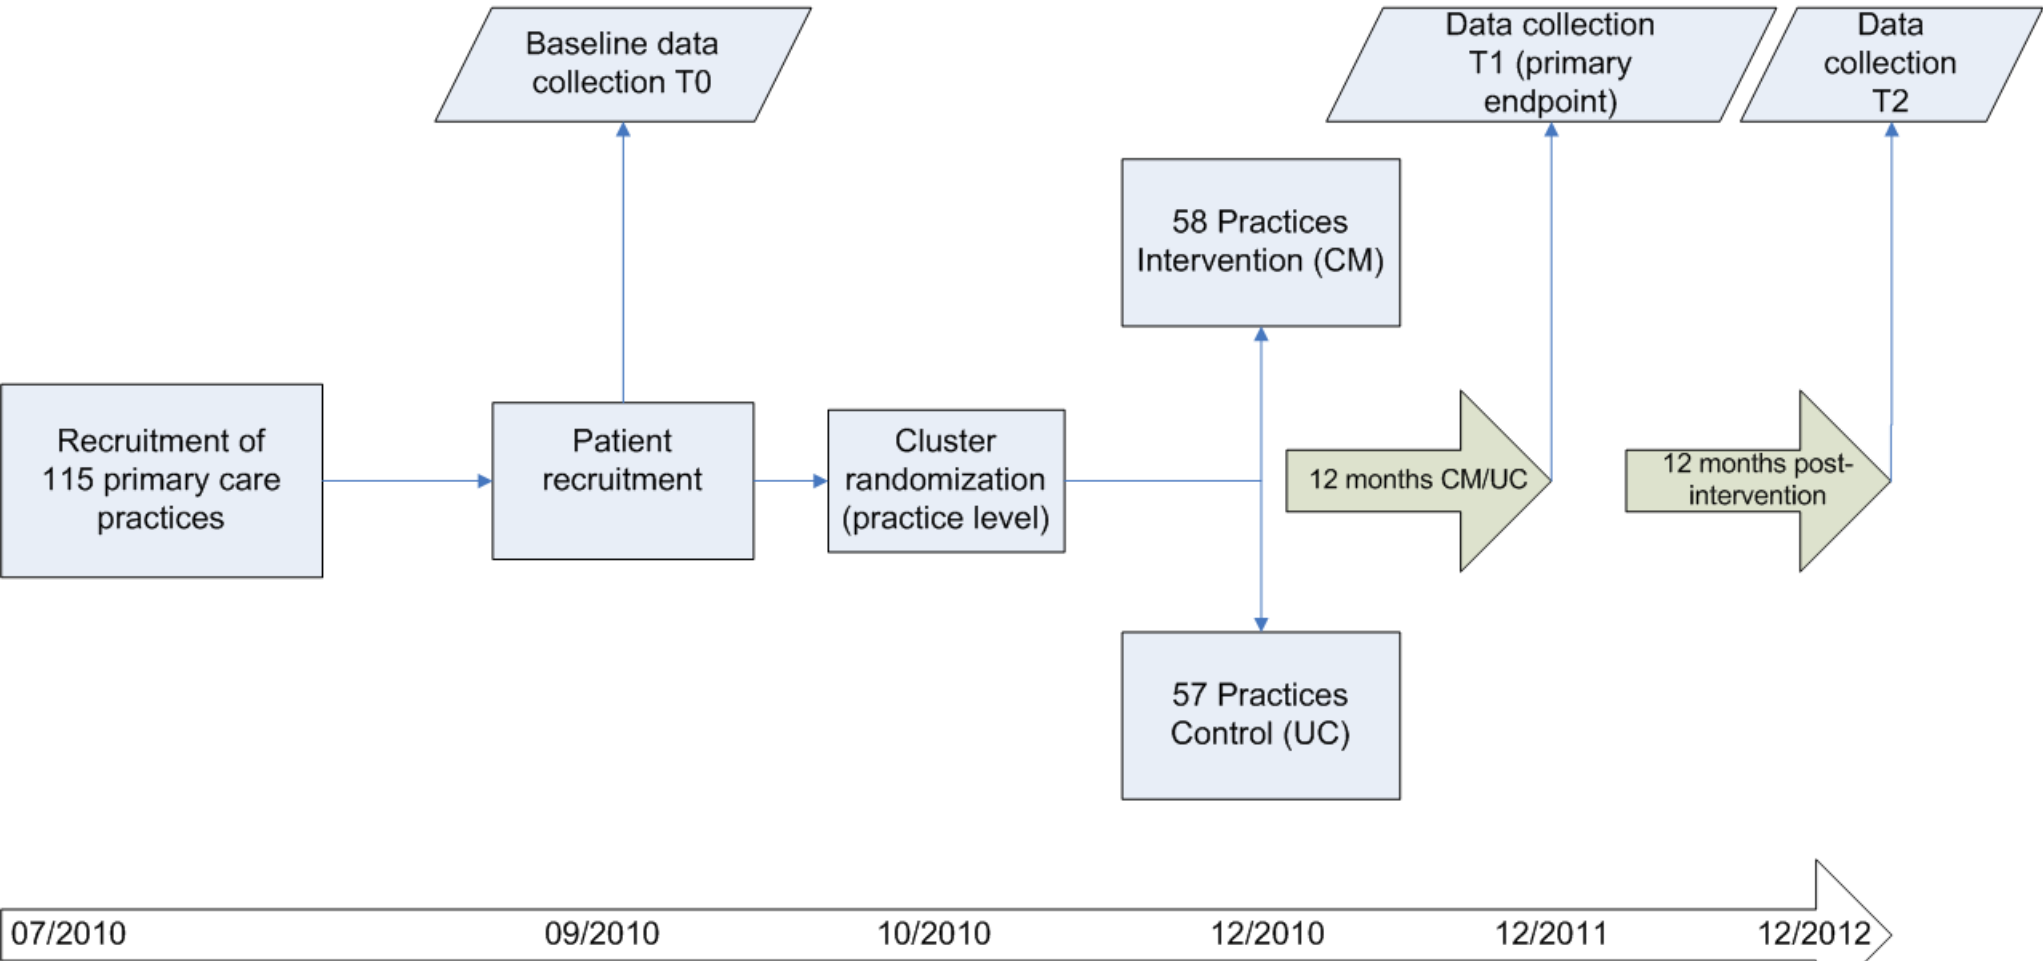 Baseline data
collection T0
Data collection
T1 (primary
endpoint)
Data
collection
T2
58 Practices
Intervention (CM)
Recruitment of
115 primary care
practices
Patient
recruitment
Cluster
randomization
(practice level)
12 months CM/UC
12 months post-
intervention
57 Practices
Control (UC)
07/2010
09/2010
10/2010
12/2010
12/2011
12/2012